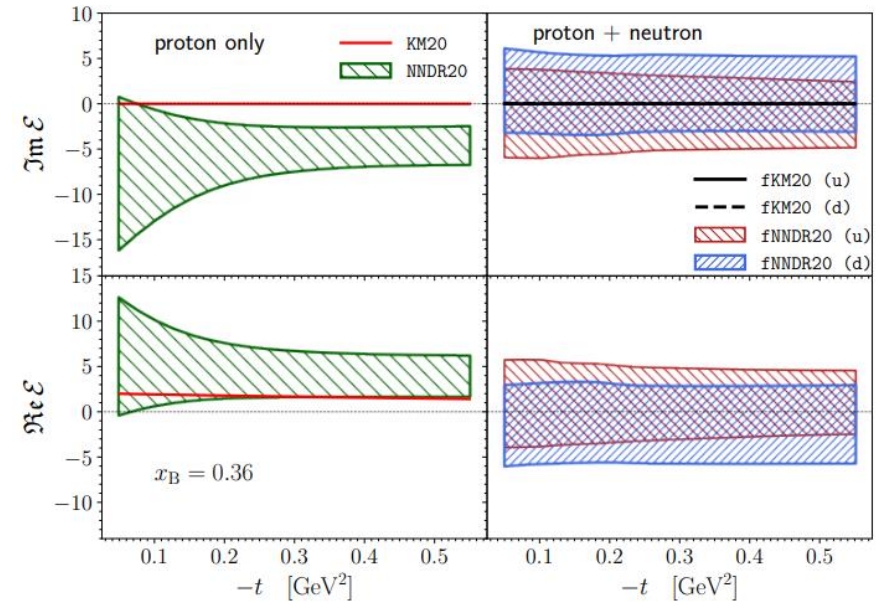 proton only
KM20
NNDR20
proton + neutron
fKM20 (u)
fKM20 (d)
fNNDR20 (u)
fNNDR20 (d)
ℑm ℰ
10
5
0
−5
−10
−15
ℜe ℰ
15
10
5
0
−5
−10
x_B = 0.36
0.1 0.2 0.3 0.4 0.5
0.1 0.2 0.3 0.4 0.5
−t [GeV²]
−t [GeV²]